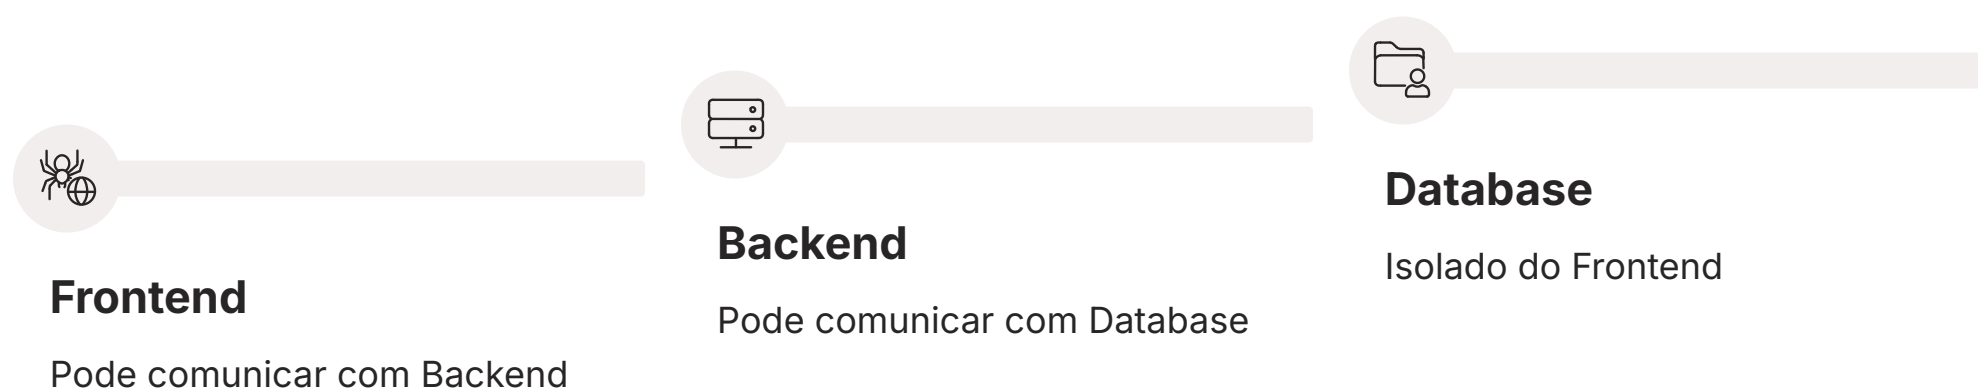 Frontend
Pode comunicar com Backend
Backend
Pode comunicar com Database
Database
Isolado do Frontend